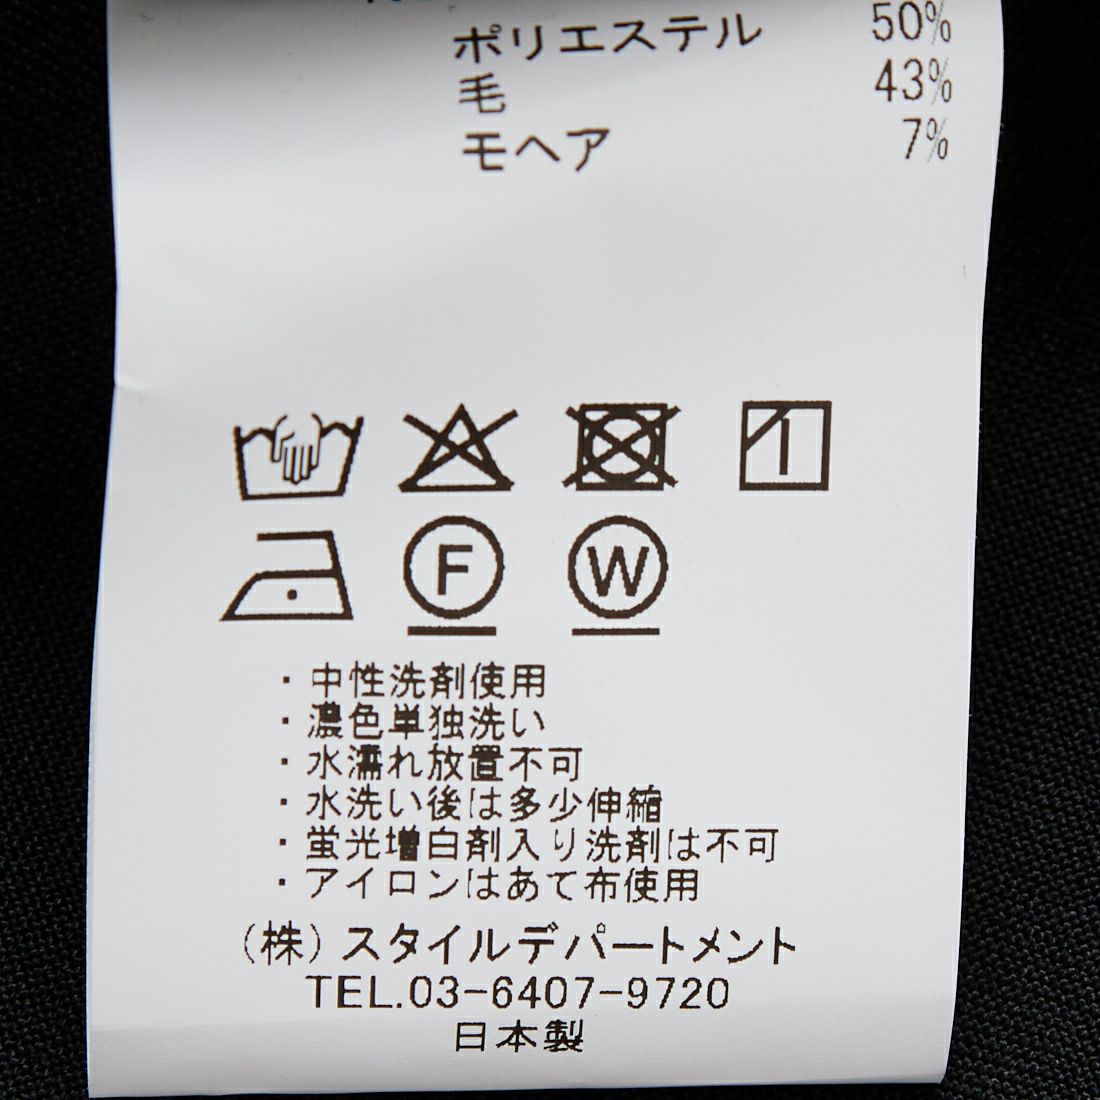 ポリエステル 50%
毛 43%
モヘア 7%
1
F W
・中性洗剤使用
・濃色単独洗い
・水濡れ放置不可
・水洗い後は多少伸縮
・蛍光増白剤入り洗剤は不可
・アイロンはあて布使用
(株)スタイルデパートメント
TEL.03-6407-9720
日本製